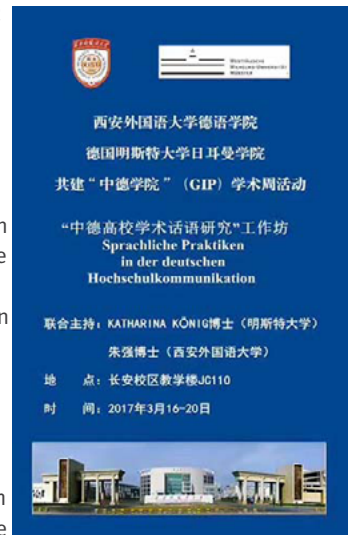 WESTFÄLISCHE
WILHELMS-UNIVERSITÄT
MÜNSTER
西安外国语大学德语学院
德国明斯特大学日耳曼学院
共建“中德学院”（GIP）学术周活动
“中德高校学术话语研究”工作坊
Sprachliche Praktiken
in der deutschen
Hochschulkommunikation
联合主持：KATHARINA KÖNIG博士（明斯特大学）
朱强博士（西安外国语大学）
地 点：长安校区教学楼JC110
时 间：2017年3月16-20日
n
e
n
n
e